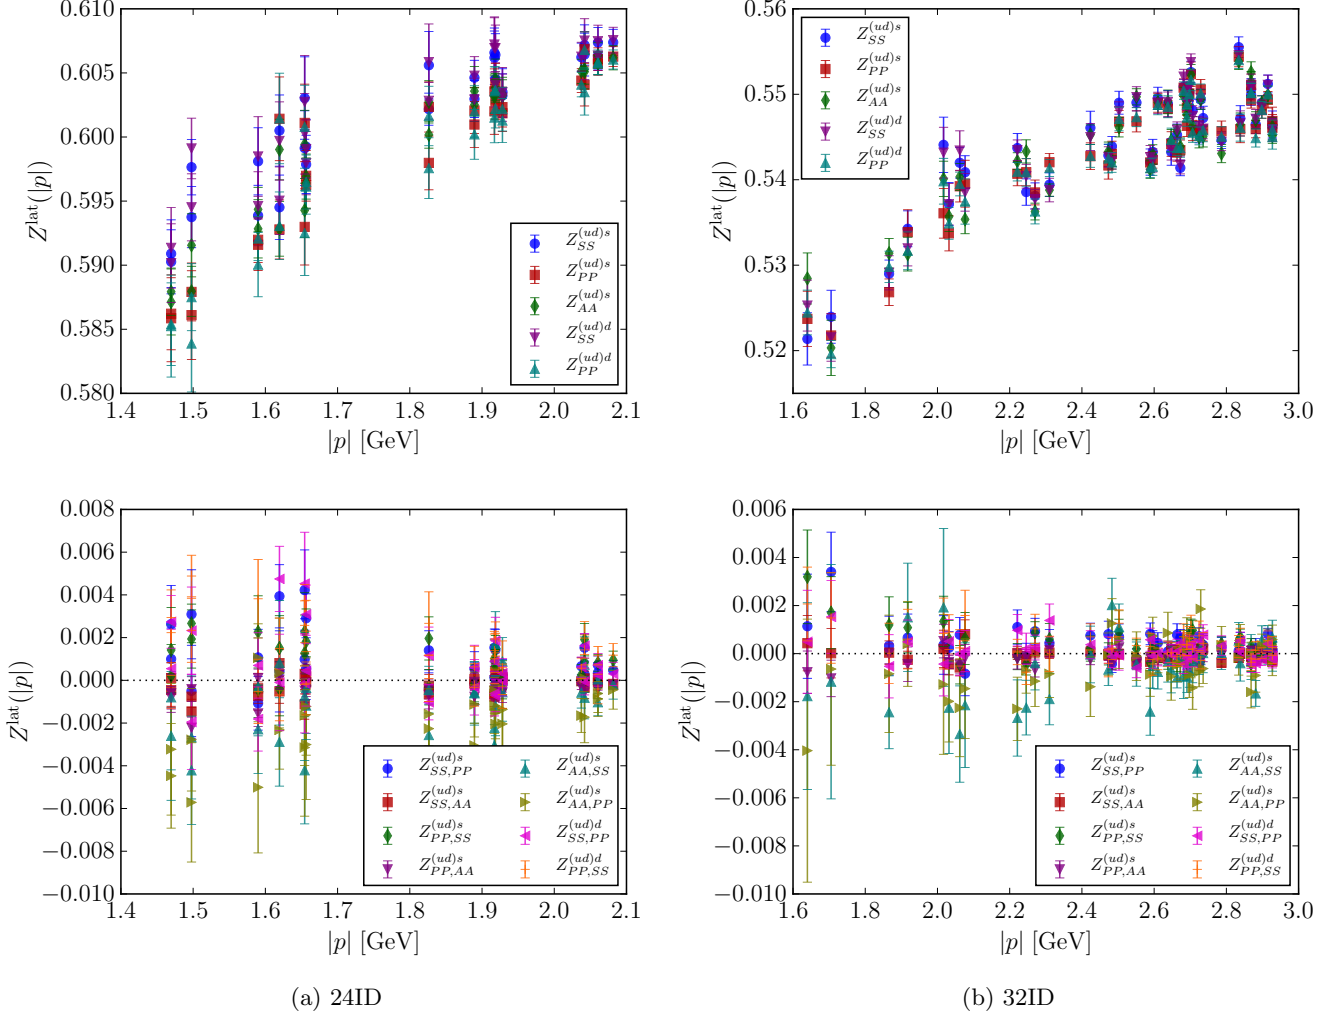 0.610
0.605
0.600
0.595
0.590
0.585
0.580
Z^lat(|p|)
1.4 1.5 1.6 1.7 1.8 1.9 2.0 2.1
|p| [GeV]
Z_SS^(ud)s
Z_PP^(ud)s
Z_AA^(ud)s
Z_SS^(ud)d
Z_PP^(ud)d
0.56
0.55
0.54
0.53
0.52
Z^lat(|p|)
1.6 1.8 2.0 2.2 2.4 2.6 2.8 3.0
|p| [GeV]
Z_SS^(ud)s
Z_PP^(ud)s
Z_AA^(ud)s
Z_SS^(ud)d
Z_PP^(ud)d
0.008
0.006
0.004
0.002
0.000
−0.002
−0.004
−0.006
−0.008
−0.010
Z^lat(|p|)
1.4 1.5 1.6 1.7 1.8 1.9 2.0 2.1
|p| [GeV]
Z_SS,PP^(ud)s Z_AA,SS^(ud)s
Z_SS,AA^(ud)s Z_AA,PP^(ud)s
Z_PP,SS^(ud)s Z_SS,PP^(ud)d
Z_PP,AA^(ud)s Z_PP,SS^(ud)d
0.006
0.004
0.002
0.000
−0.002
−0.004
−0.006
−0.008
−0.010
Z^lat(|p|)
1.6 1.8 2.0 2.2 2.4 2.6 2.8 3.0
|p| [GeV]
Z_SS,PP^(ud)s Z_AA,SS^(ud)s
Z_SS,AA^(ud)s Z_AA,PP^(ud)s
Z_PP,SS^(ud)s Z_SS,PP^(ud)d
Z_PP,AA^(ud)s Z_PP,SS^(ud)d
(a) 24ID
(b) 32ID